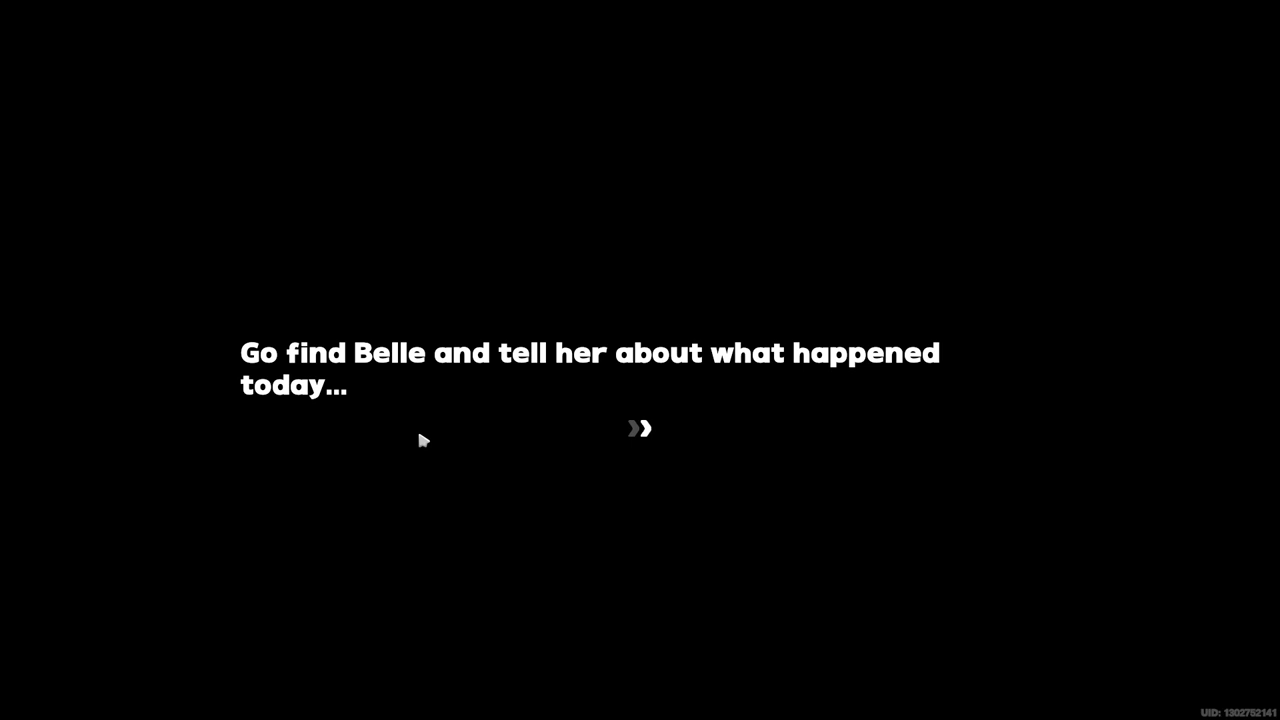 Go find Belle and tell her about what happened
today...
UID: 1302752141